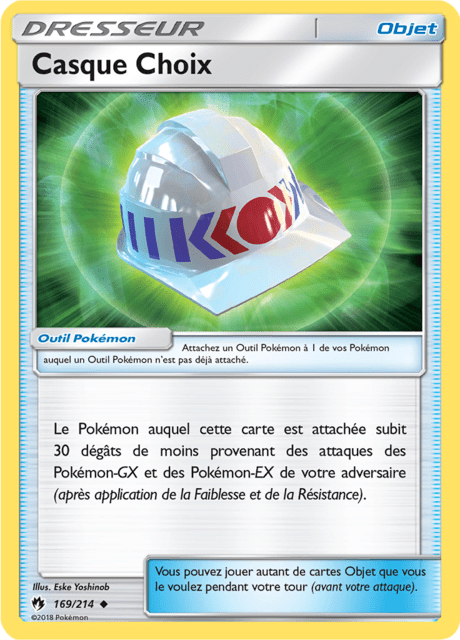 DRESSEUR Objet
Casque Choix
Outil Pokémon
Attachez un Outil Pokémon à 1 de vos Pokémon
auquel un Outil Pokémon n'est pas déjà attaché.
Le Pokémon auquel cette carte est attachée subit
30 dégâts de moins provenant des attaques des
Pokémon-GX et des Pokémon-EX de votre adversaire
(après application de la Faiblesse et de la Résistance).
Vous pouvez jouer autant de cartes Objet que vous
le voulez pendant votre tour (avant votre attaque).
Illus. Eske Yoshinob
169/214
©2018 Pokémon